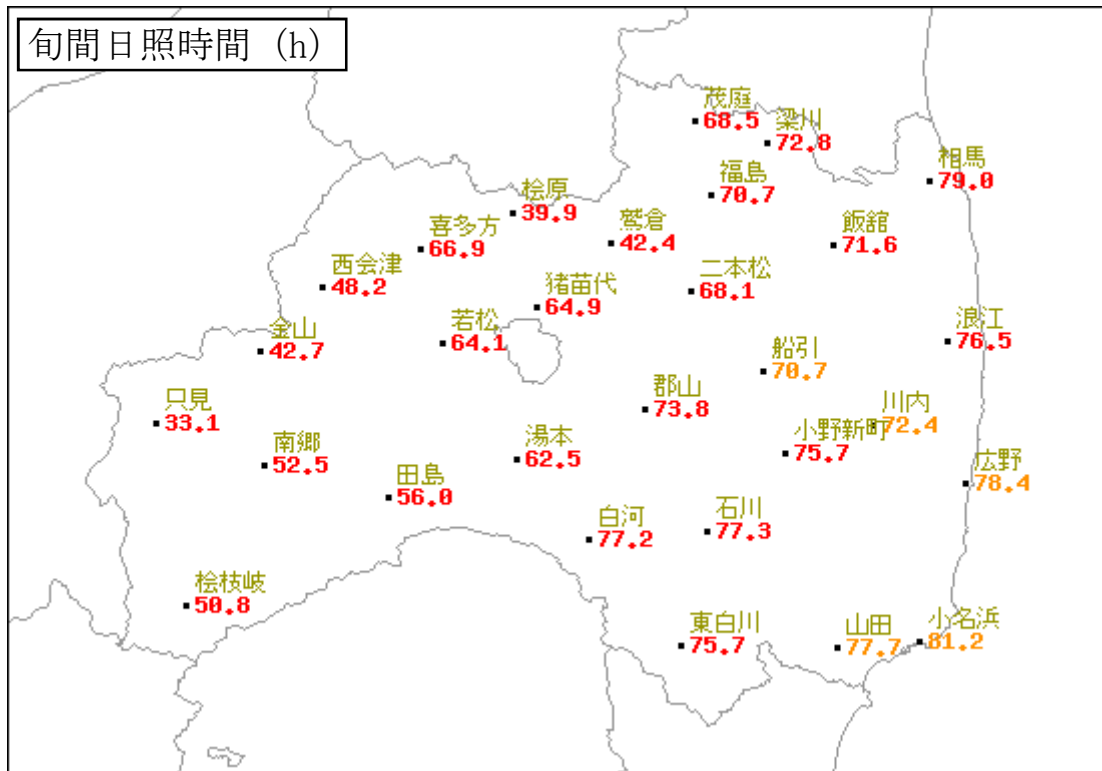 旬間日照時間 (h)
茂庭
68.5
梁川
72.8
相馬
79.0
福島
70.7
桧原
39.9
鷲倉
42.4
喜多方
66.9
飯舘
71.6
西会津
48.2
猪苗代
64.9
二本松
68.1
金山
42.7
若松
64.1
浪江
76.5
船引
70.7
只見
33.1
郡山
73.8
川内
72.4
小野新町
75.7
南郷
52.5
湯本
62.5
広野
78.4
田島
56.0
白河
77.2
石川
77.3
桧枝岐
50.8
東白川
75.7
山田
77.7
小名浜
81.2